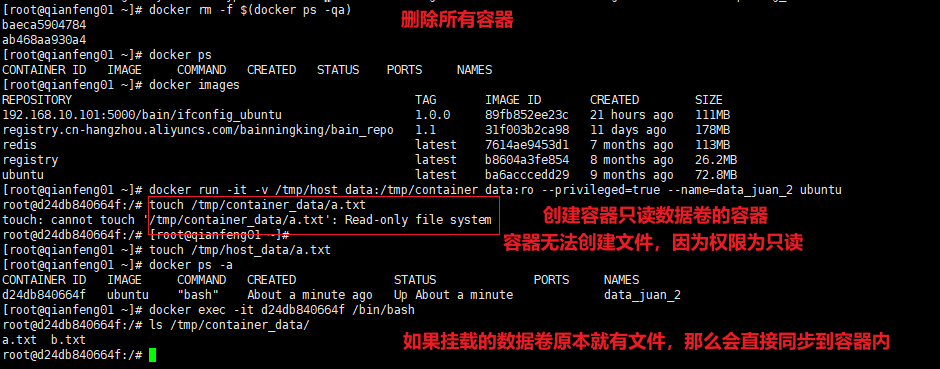 [root@qianfeng01 ~]# docker rm -f $(docker ps -qa)
删除所有容器
baeca5904784
ab468aa930a4
[root@qianfeng01 ~]# docker ps
CONTAINER ID   IMAGE     COMMAND   CREATED   STATUS    PORTS     NAMES
[root@qianfeng01 ~]# docker images
REPOSITORY                                                TAG       IMAGE ID       CREATED        SIZE
192.168.10.101:5000/bain/ifconfig_ubuntu                  1.0.0     89fb852ee23c   21 hours ago   111MB
registry.cn-hangzhou.aliyuncs.com/bainningking/bain_repo   1.1       31f003b2ca98   11 days ago    178MB
redis                                                     latest    7614ae9453d1   7 months ago   113MB
registry                                                  latest    b8604a3fe854   8 months ago   26.2MB
ubuntu                                                    latest    ba6acccedd29   9 months ago   72.8MB
[root@qianfeng01 ~]# docker run -it -v /tmp/host_data:/tmp/container_data:ro --privileged=true --name=data_juan_2 ubuntu
root@d24db840664f:/# touch /tmp/container_data/a.txt
touch: cannot touch '/tmp/container_data/a.txt': Read-only file system
创建容器只读数据卷的容器
root@d24db840664f:/# [root@qianfeng01 ~]#
容器无法创建文件，因为权限为只读
[root@qianfeng01 ~]# touch /tmp/host_data/a.txt
[root@qianfeng01 ~]# docker ps -a
CONTAINER ID   IMAGE     COMMAND   CREATED              STATUS              PORTS     NAMES
d24db840664f   ubuntu    "bash"    About a minute ago   Up About a minute             data_juan_2
[root@qianfeng01 ~]# docker exec -it d24db840664f /bin/bash
root@d24db840664f:/# ls /tmp/container_data/
a.txt  b.txt
如果挂载的数据卷原本就有文件，那么会直接同步到容器内
root@d24db840664f:/#